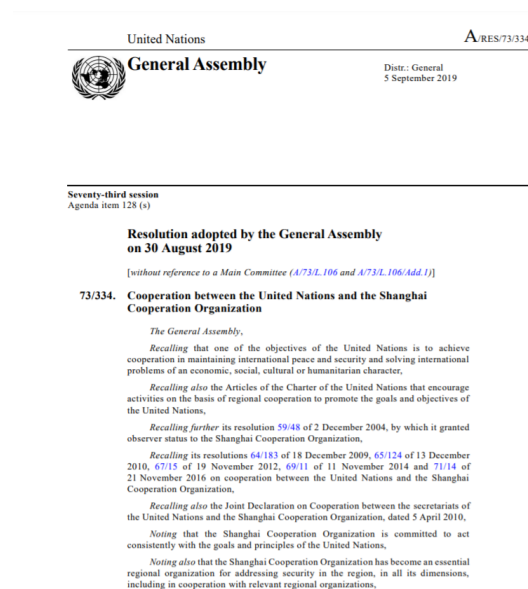 United Nations
A/RES/73/334
General Assembly
Distr.: General
5 September 2019
Seventy-third session
Agenda item 128 (s)
Resolution adopted by the General Assembly
on 30 August 2019
[without reference to a Main Committee (A/73/L.106 and A/73/L.106/Add.1)]
73/334. Cooperation between the United Nations and the Shanghai
Cooperation Organization
The General Assembly,
Recalling that one of the objectives of the United Nations is to achieve
cooperation in maintaining international peace and security and solving international
problems of an economic, social, cultural or humanitarian character,
Recalling also the Articles of the Charter of the United Nations that encourage
activities on the basis of regional cooperation to promote the goals and objectives of
the United Nations,
Recalling further its resolution 59/48 of 2 December 2004, by which it granted
observer status to the Shanghai Cooperation Organization,
Recalling its resolutions 64/183 of 18 December 2009, 65/124 of 13 December
2010, 67/15 of 19 November 2012, 69/11 of 11 November 2014 and 71/14 of
21 November 2016 on cooperation between the United Nations and the Shanghai
Cooperation Organization,
Recalling also the Joint Declaration on Cooperation between the secretariats of
the United Nations and the Shanghai Cooperation Organization, dated 5 April 2010,
Noting that the Shanghai Cooperation Organization is committed to act
consistently with the goals and principles of the United Nations,
Noting also that the Shanghai Cooperation Organization has become an essential
regional organization for addressing security in the region, in all its dimensions,
including in cooperation with relevant regional organizations,